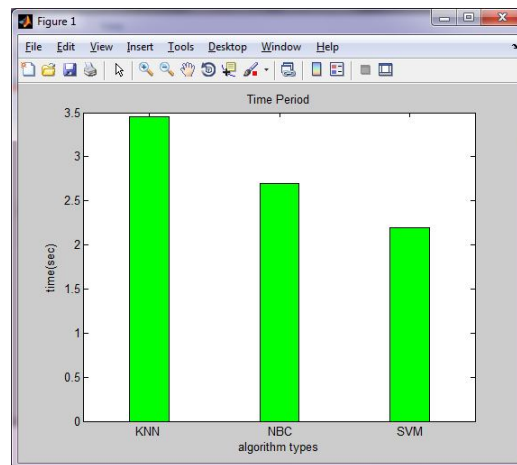 Figure 1
File Edit View Insert Tools Desktop Window Help
Time Period
3.5
3
2.5
2
1.5
1
0.5
0
time(sec)
KNN NBC SVM
algorithm types